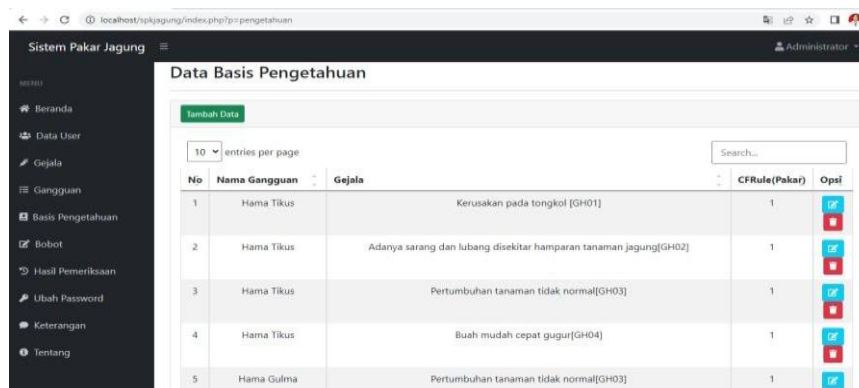 localhost/spkjagung/index.php?p=pengetahuan
Sistem Pakar Jagung
Administrator
MENU
Beranda
Data User
Gejala
Gangguan
Basis Pengetahuan
Bobot
Hasil Pemeriksaan
Ubah Password
Keterangan
Tentang
Data Basis Pengetahuan
Tambah Data
10 entries per page
Search...
No Nama Gangguan Gejala CFRule(Pakar) Opsi
1 Hama Tikus Kerusakan pada tongkol [GH01] 1
2 Hama Tikus Adanya sarang dan lubang disekitar hamparan tanaman jagung[GH02] 1
3 Hama Tikus Pertumbuhan tanaman tidak normal[GH03] 1
4 Hama Tikus Buah mudah cepat gugur[GH04] 1
5 Hama Gulma Pertumbuhan tanaman tidak normal[GH03] 1